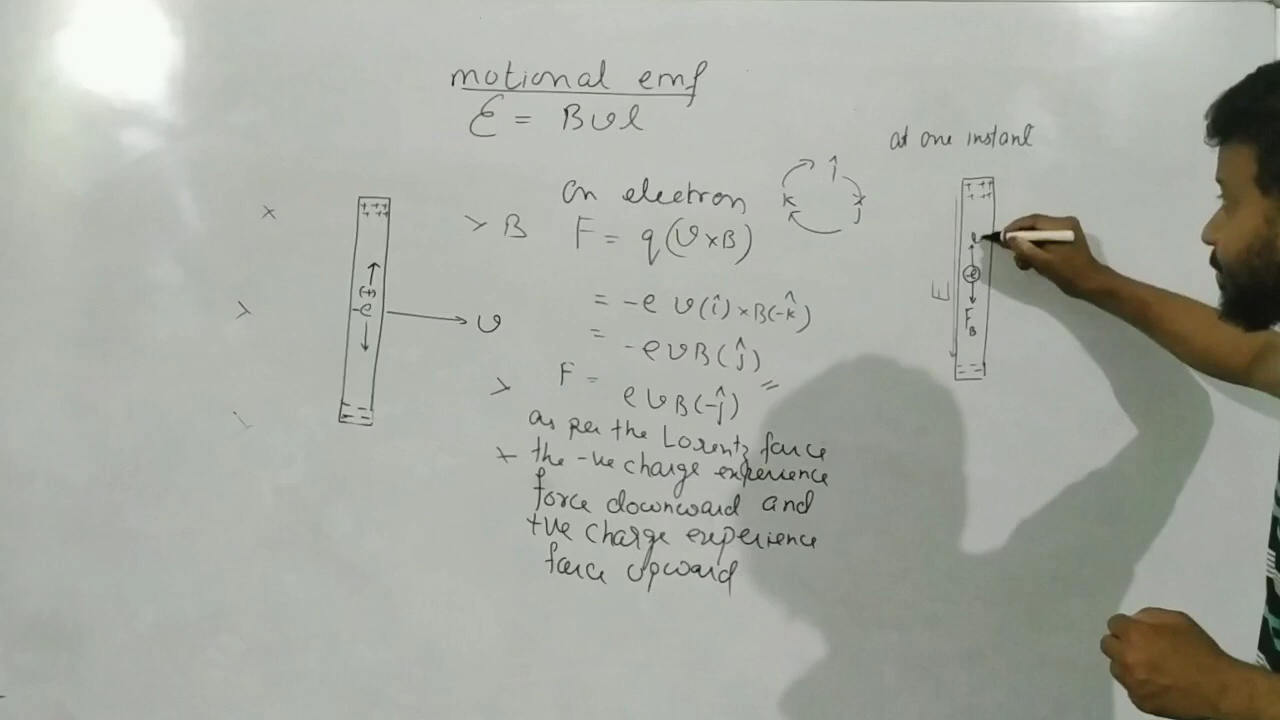 motional emf
ℰ = Bvl
at one instant
on electron
î
k
j
B
F = q(v×B)
+ + +
+ ++
(+)
-e
v
- -
- -
= -e v(î)×B(-k̂)
= -evB(ĵ)
F = evB(-ĵ)
as per the Lorentz force
the -ve charge experience
force downward and
+ve charge experience
force upward
++ ++
+ ++
e
-e
E
F_B
- - -
- -